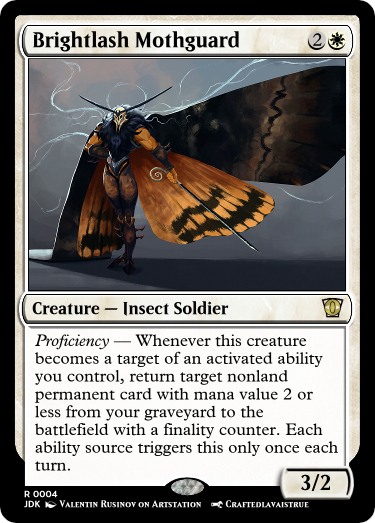 Brightlash Mothguard 2
Creature — Insect Soldier
Proficiency — Whenever this creature
becomes a target of an activated ability
you control, return target nonland
permanent card with mana value 2 or
less from your graveyard to the
battlefield with a finality counter. Each
ability source triggers this only once each
turn.
3/2
R 0004
JDK Valentin Rusinov on Artstation Craftedlavaistrue